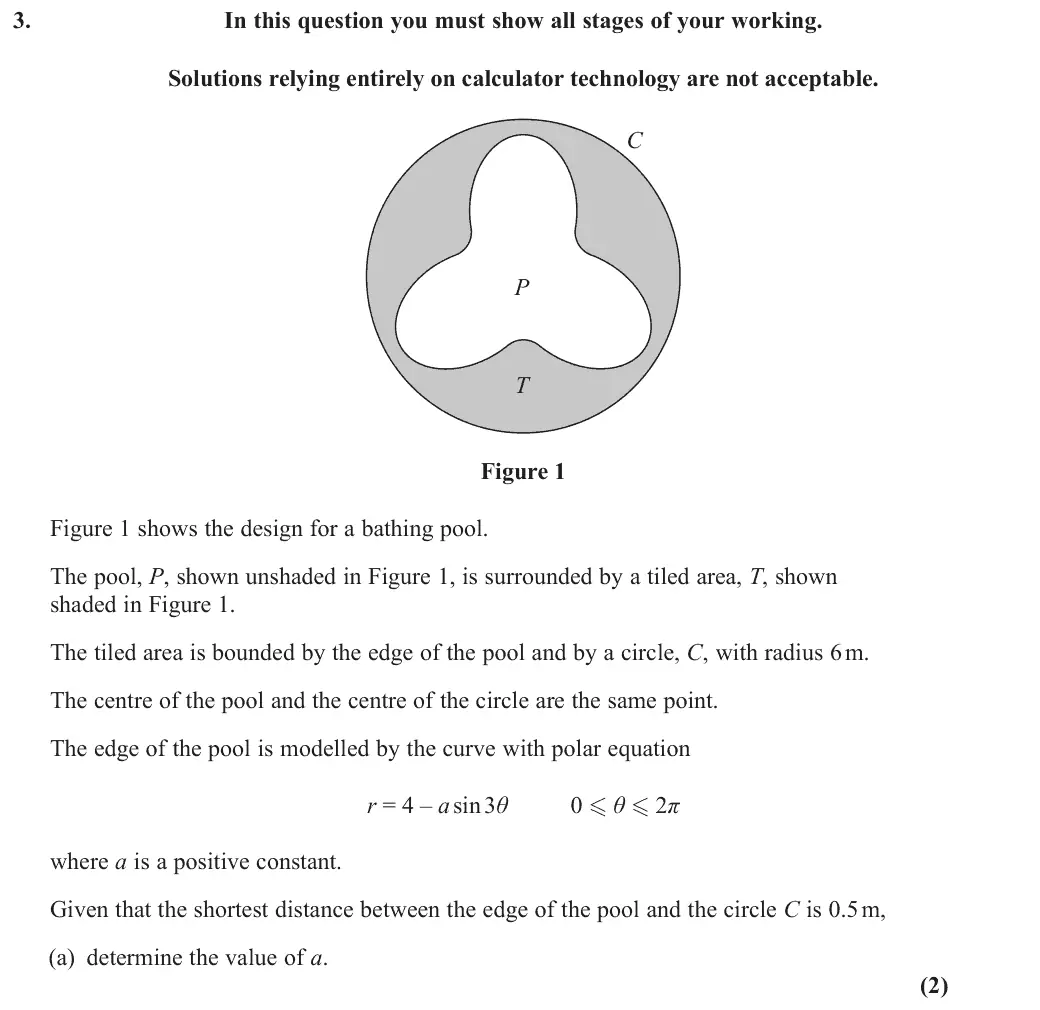 3. In this question you must show all stages of your working.
Solutions relying entirely on calculator technology are not acceptable.
C
P
T
Figure 1
Figure 1 shows the design for a bathing pool.
The pool, P, shown unshaded in Figure 1, is surrounded by a tiled area, T, shown
shaded in Figure 1.
The tiled area is bounded by the edge of the pool and by a circle, C, with radius 6 m.
The centre of the pool and the centre of the circle are the same point.
The edge of the pool is modelled by the curve with polar equation
r = 4 – a sin 3θ 0 ⩽ θ ⩽ 2π
where a is a positive constant.
Given that the shortest distance between the edge of the pool and the circle C is 0.5 m,
(a) determine the value of a.
(2)